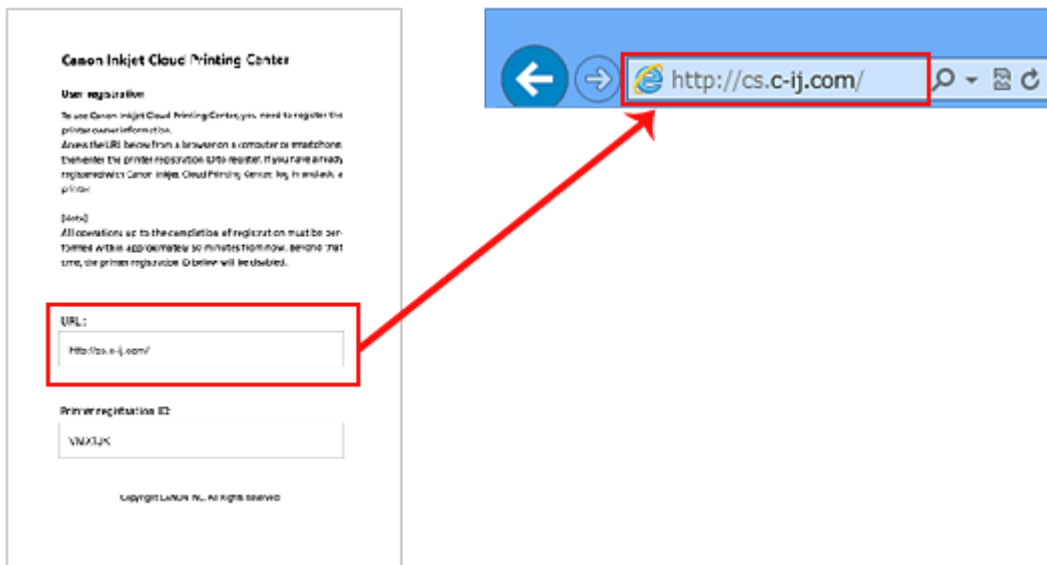 Canon Inkjet Cloud Printing Center
User registration
To use Canon Inkjet Cloud Printing Center, you need to register the
printer owner information.
Access the URL below from a browser on a computer or smartphone
then enter the printer registration ID to register. If you have already
registered with Canon Inkjet Cloud Printing Center, log in and add a
printer.
[Note]
All operations up to the completion of registration must be per-
formed within approximately minutes from now. Beyond that
time, the printer registration ID below will be disabled.
URL:
http://cs.c-ij.com/
Printer registration ID:
Copyright CANON INC. All Rights Reserved
http://cs.c-ij.com/